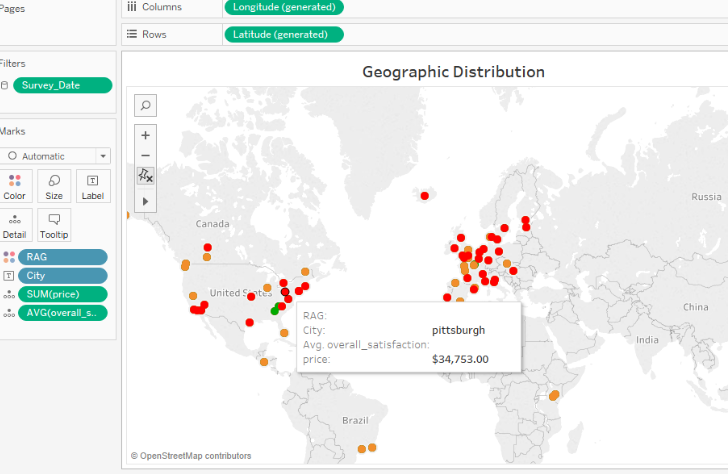 Pages
Columns
Longitude (generated)
Rows
Latitude (generated)
Filters
Survey_Date
Marks
Automatic
Color
Size
Label
Detail
Tooltip
RAG
City
SUM(price)
AVG(overall_s..
Geographic Distribution
Canada
Russia
United States
China
India
Brazil
RAG:
City: pittsburgh
Avg. overall_satisfaction:
price: $34,753.00
© OpenStreetMap contributors